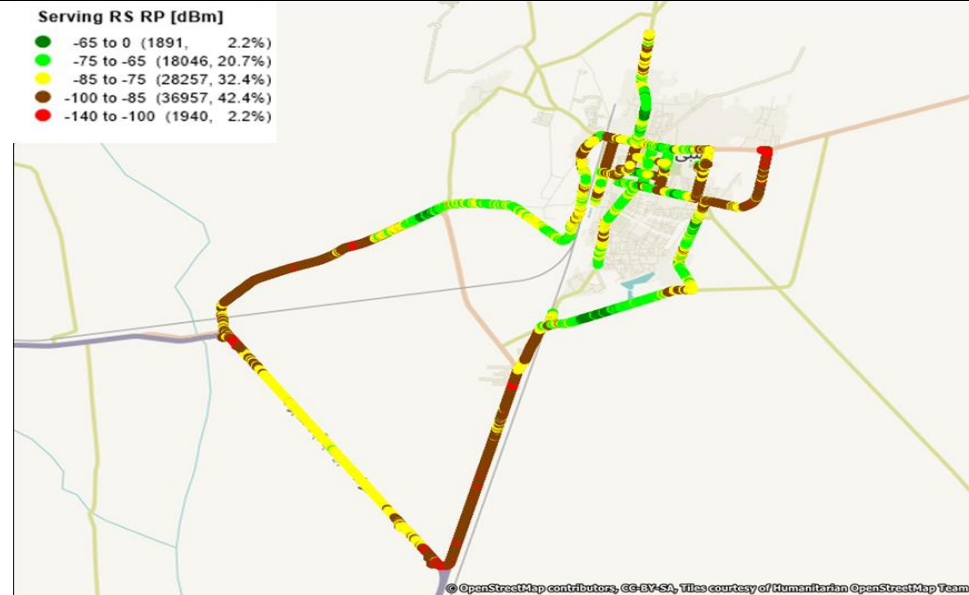 Serving RS RP [dBm]
-65 to 0 (1891, 2.2%)
-75 to -65 (18046, 20.7%)
-85 to -75 (28257, 32.4%)
-100 to -85 (36957, 42.4%)
-140 to -100 (1940, 2.2%)
© OpenStreetMap contributors, CC-BY-SA, Tiles courtesy of Humanitarian OpenStreetMap Team